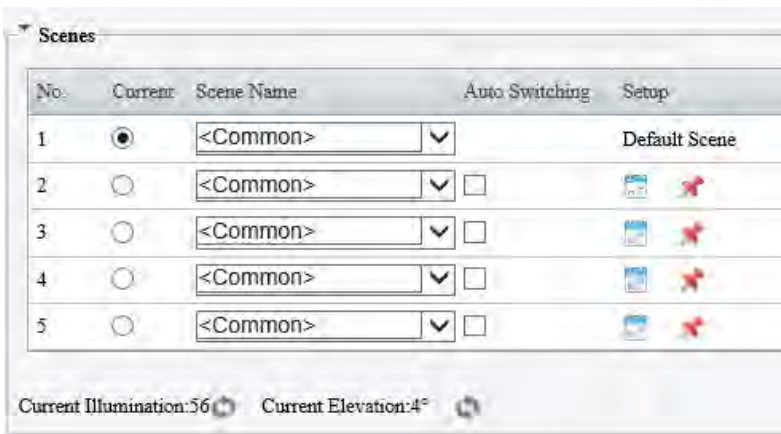 Scenes
No. Current Scene Name Auto Switching Setup
1 <Common> Default Scene
2 <Common>
3 <Common>
4 <Common>
5 <Common>
Current Illumination:56 Current Elevation:4°